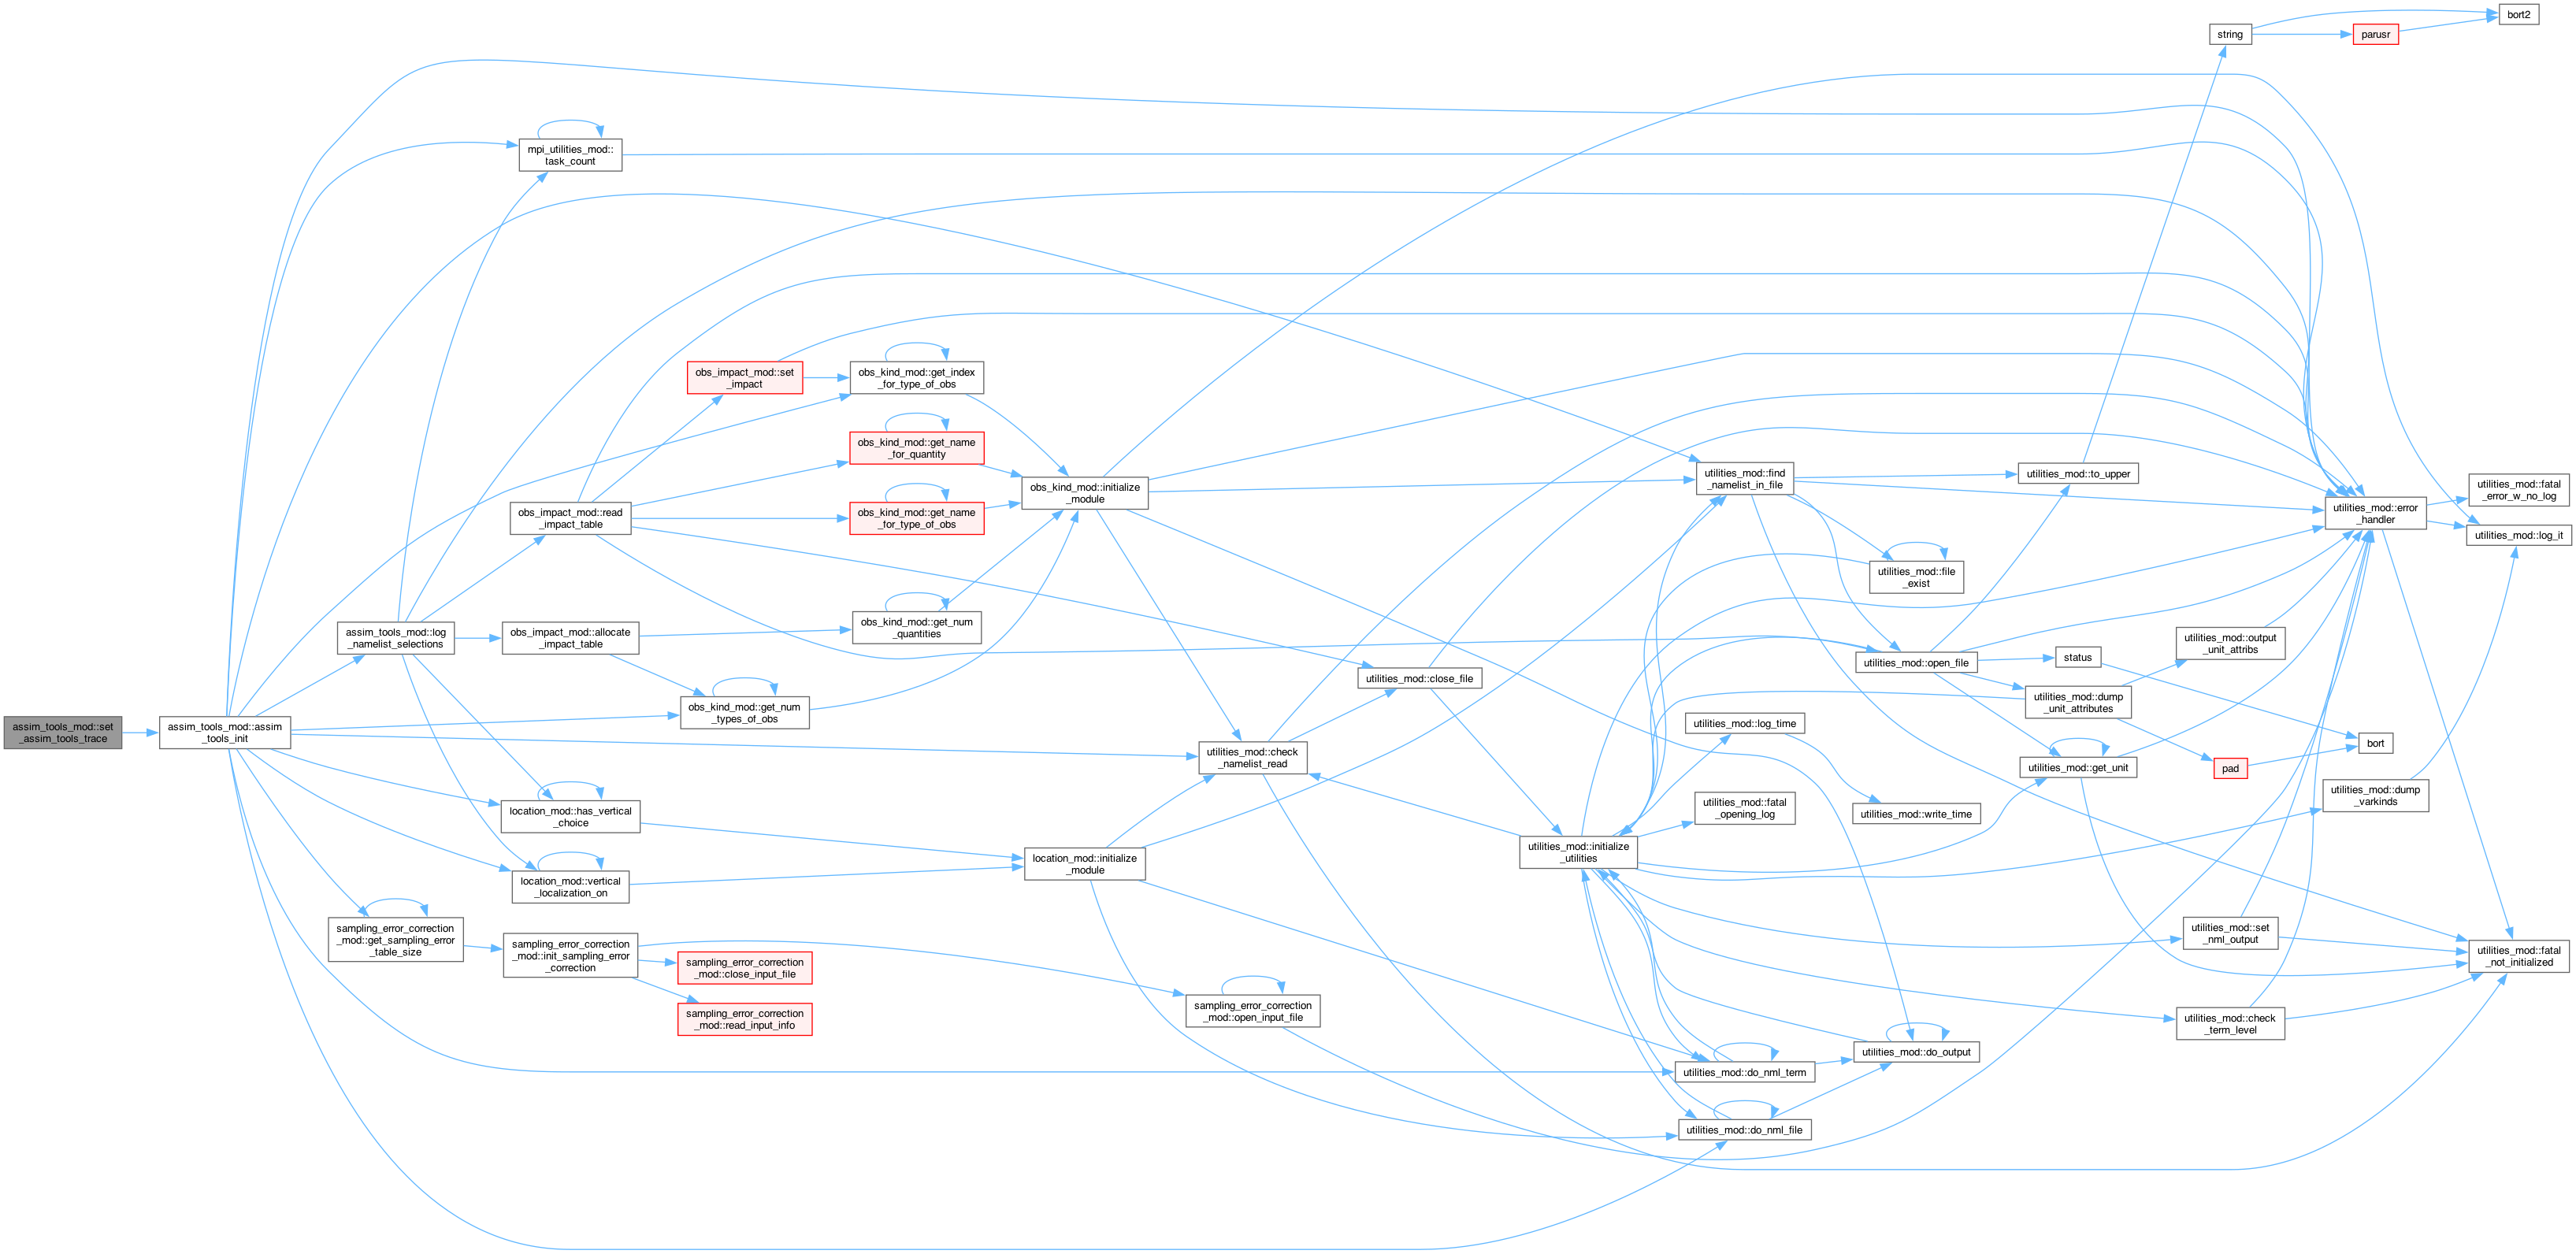 assim_tools_mod::set
_assim_tools_trace
assim_tools_mod::assim
_tools_init
mpi_utilities_mod::
task_count
assim_tools_mod::log
_namelist_selections
obs_impact_mod::read
_impact_table
obs_impact_mod::allocate
_impact_table
location_mod::has_vertical
_choice
location_mod::vertical
_localization_on
sampling_error_correction
_mod::get_sampling_error
_table_size
sampling_error_correction
_mod::init_sampling_error
_correction
obs_impact_mod::set
_impact
obs_kind_mod::get_index
_for_type_of_obs
obs_kind_mod::get_name
_for_quantity
obs_kind_mod::get_name
_for_type_of_obs
obs_kind_mod::get_num
_quantities
obs_kind_mod::get_num
_types_of_obs
sampling_error_correction
_mod::close_input_file
sampling_error_correction
_mod::read_input_info
obs_kind_mod::initialize
_module
location_mod::initialize
_module
utilities_mod::check
_namelist_read
sampling_error_correction
_mod::open_input_file
utilities_mod::close_file
utilities_mod::initialize
_utilities
utilities_mod::find
_namelist_in_file
utilities_mod::log_time
utilities_mod::fatal
_opening_log
utilities_mod::do_nml_term
utilities_mod::do_nml_file
utilities_mod::file
_exist
utilities_mod::open_file
utilities_mod::write_time
utilities_mod::do_output
utilities_mod::to_upper
status
utilities_mod::dump
_unit_attributes
utilities_mod::get_unit
string
utilities_mod::output
_unit_attribs
pad
utilities_mod::set
_nml_output
utilities_mod::check
_term_level
parusr
utilities_mod::error
_handler
bort
utilities_mod::dump
_varkinds
bort2
utilities_mod::fatal
_error_w_no_log
utilities_mod::log_it
utilities_mod::fatal
_not_initialized